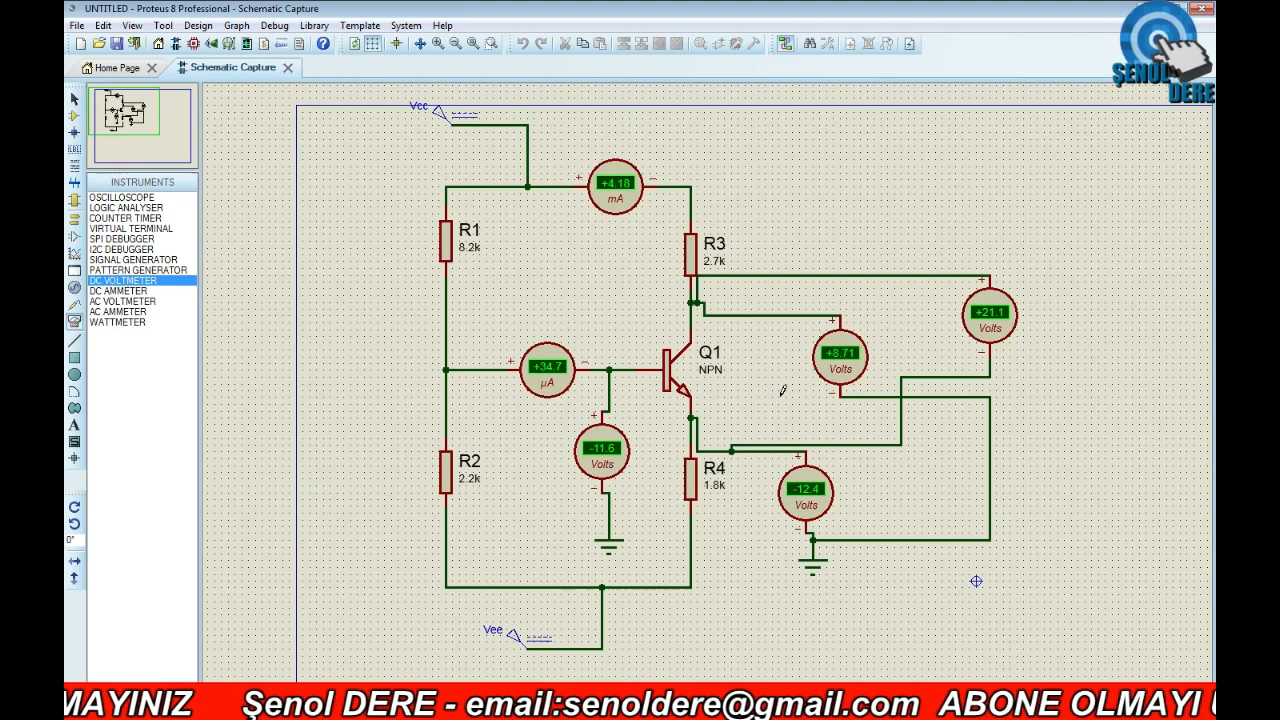 UNTITLED - Proteus 8 Professional - Schematic Capture
File Edit View Tool Design Graph Debug Library Template System Help
Home Page Schematic Capture
ŞENOL
DERE
INSTRUMENTS
OSCILLOSCOPE
LOGIC ANALYSER
COUNTER TIMER
VIRTUAL TERMINAL
SPI DEBUGGER
I2C DEBUGGER
SIGNAL GENERATOR
PATTERN GENERATOR
DC VOLTMETER
DC AMMETER
AC VOLTMETER
AC AMMETER
WATTMETER
LBL
A
S
0°
Vcc
+ +4.18 −
mA
R1
8.2k
R3
2.7k
+
+21.1
Volts
−
+
+8.71
Volts
−
Q1
NPN
+ +34.7 −
µA
+
-11.6
Volts
−
R2
2.2k
R4
1.8k
+
-12.4
Volts
−
Vee
MAYINIZ Şenol DERE - email:senoldere@gmail.com ABONE OLMAYI